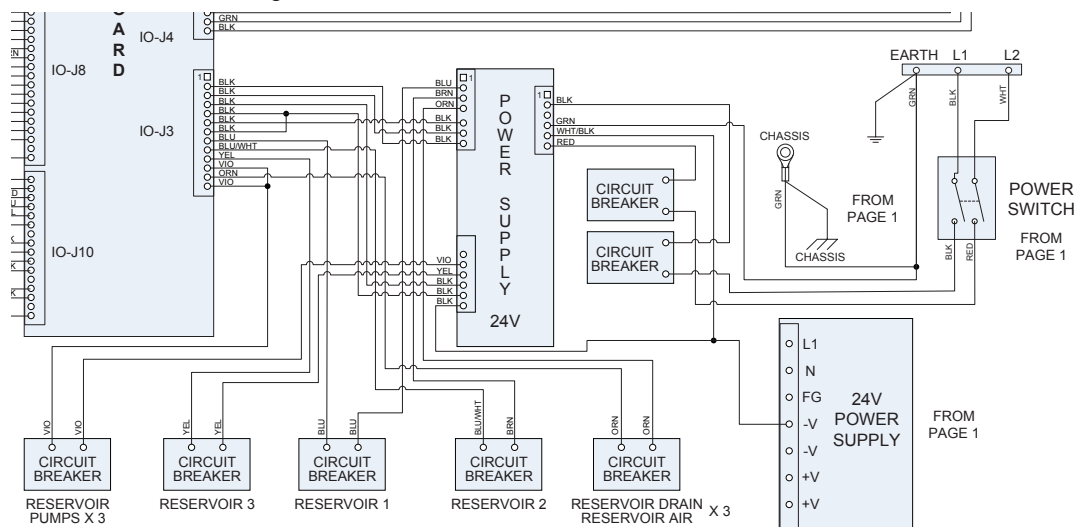 GRN
BLK
A
R
D
IO-J4
IO-J8
IO-J3
IO-J10
1
BLK
BLK
BLK
BLK
BLK
BLK
BLU
BLU/WHT
YEL
VIO
ORN
VIO
BLU
BRN
ORN
BLK
BLK
BLK
1
1
POWER SUPPLY
24V
VIO
YEL
BLK
BLK
BLK
BLK
GRN
WHT/BLK
RED
CIRCUIT
BREAKER
CIRCUIT
BREAKER
EARTH L1 L2
GRN
BLK
WHT
CHASSIS
GRN
CHASSIS
FROM
PAGE 1
POWER
SWITCH
FROM
PAGE 1
BLK
RED
L1
N
FG
-V
-V
+V
+V
24V
POWER
SUPPLY
FROM
PAGE 1
VIO
VIO
CIRCUIT
BREAKER
RESERVOIR
PUMPS X 3
YEL
YEL
CIRCUIT
BREAKER
RESERVOIR 3
BLU
BLU
CIRCUIT
BREAKER
RESERVOIR 1
BLU/WHT
BRN
CIRCUIT
BREAKER
RESERVOIR 2
ORN
ORN
CIRCUIT
BREAKER
RESERVOIR DRAIN
RESERVOIR AIR
X 3